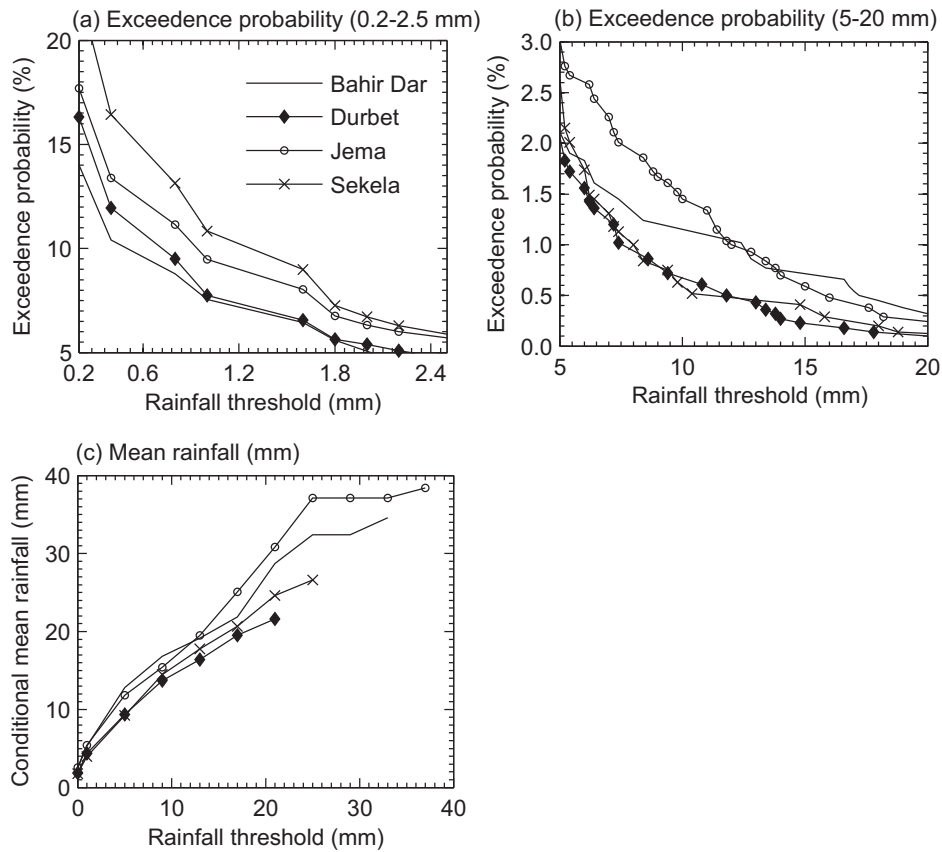 (a) Exceedence probability (0.2-2.5 mm)
Exceedence probability (%)
20
15
10
5
0.2
0.6
1.2
1.8
2.4
Rainfall threshold (mm)
Bahir Dar
Durbet
Jema
Sekela
(b) Exceedence probability (5-20 mm)
Exceedence probability (%)
3.0
2.5
2.0
1.5
1.0
0.5
0.0
5
10
15
20
Rainfall threshold (mm)
(c) Mean rainfall (mm)
Conditional mean rainfall (mm)
40
30
20
10
0
0
10
20
30
40
Rainfall threshold (mm)